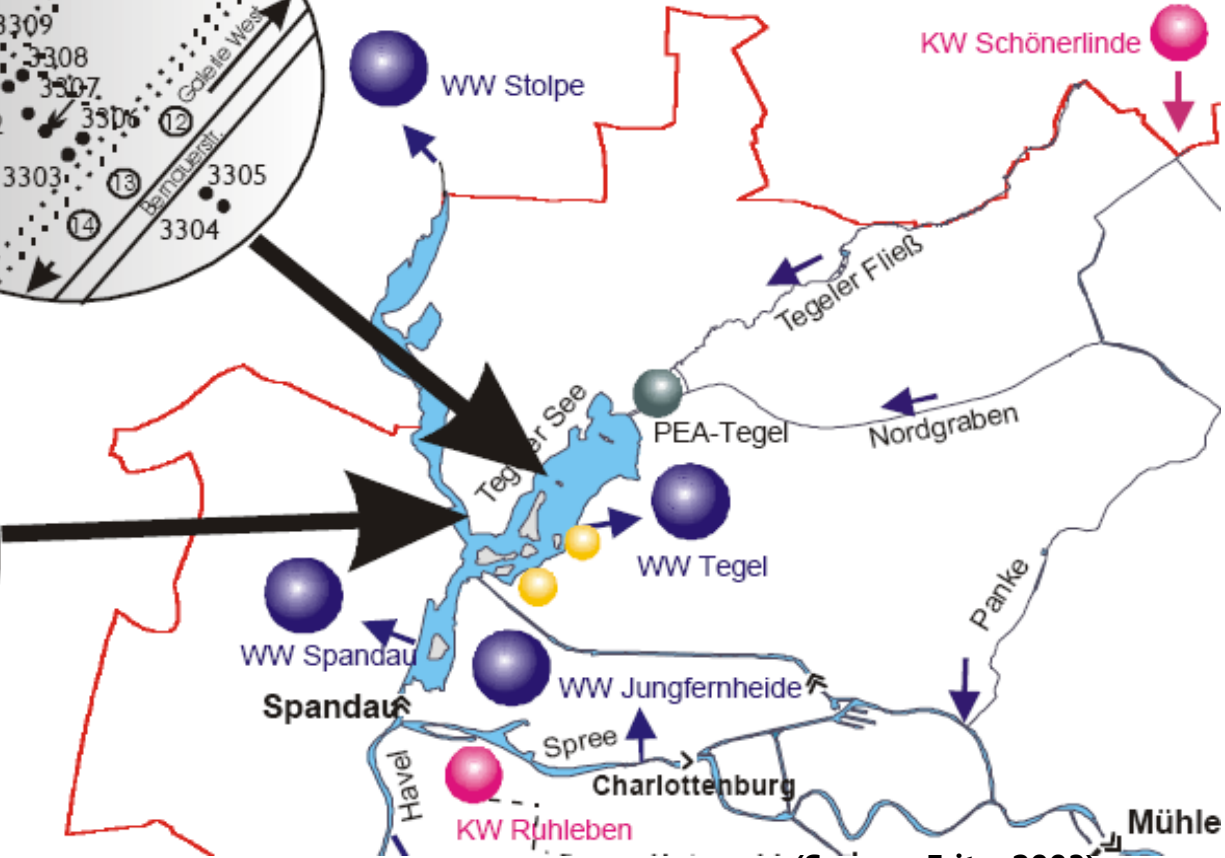 3309
3308
3307
3306
3303
3305
3304
12
13
14
Galerie West
Bernauerstr.
WW Stolpe
KW Schönerlinde
Tegeler Fließ
Tegeler See
PEA-Tegel
Nordgraben
WW Tegel
Panke
WW Spandau
WW Jungfernheide
Spandau
Spree
Charlottenburg
Havel
KW Ruhleben
Mühle